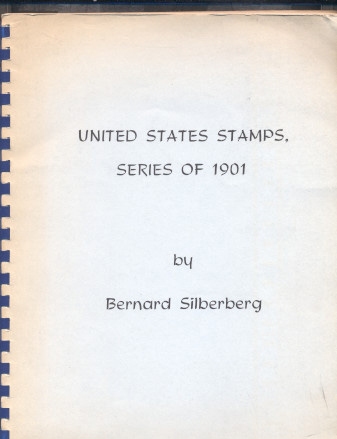 UNITED STATES STAMPS,
SERIES OF 1901
by
Bernard Silberberg